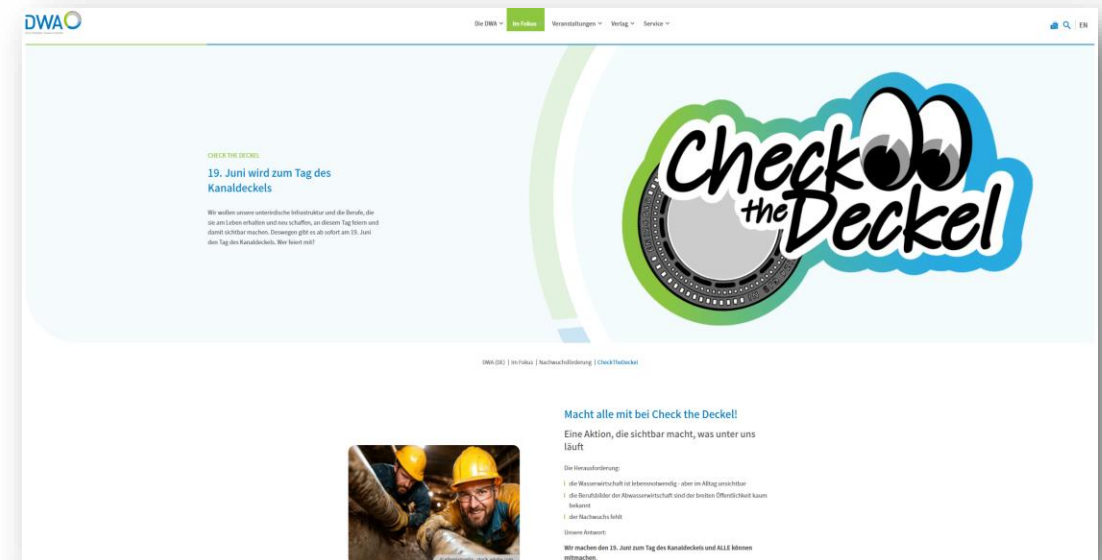 DWA
Die DWA
Im Fokus
Veranstaltungen
Verlag
Service
EN
CHECK THE DECKEL
19. Juni wird zum Tag des
Kanaldeckels
Wir wollen unsere unterirdische Infrastruktur und die Berufe, die
sie am Leben erhalten und neu schaffen, an diesem Tag feiern und
damit sichtbar machen. Deswegen gibt es ab sofort am 19. Juni
den Tag des Kanaldeckels. Wer feiert mit?
Check
the Deckel
DWA (DE) | Im Fokus | Nachwuchsförderung | CheckTheDeckel
Macht alle mit bei Check the Deckel!
Eine Aktion, die sichtbar macht, was unter uns
läuft
Die Herausforderung:
die Wasserwirtschaft ist lebensnotwendig - aber im Alltag unsichtbar
die Berufsbilder der Abwasserwirtschaft sind der breiten Öffentlichkeit kaum
bekannt
der Nachwuchs fehlt
Unsere Antwort:
Wir machen den 19. Juni zum Tag des Kanaldeckels und ALLE können
mitmachen.